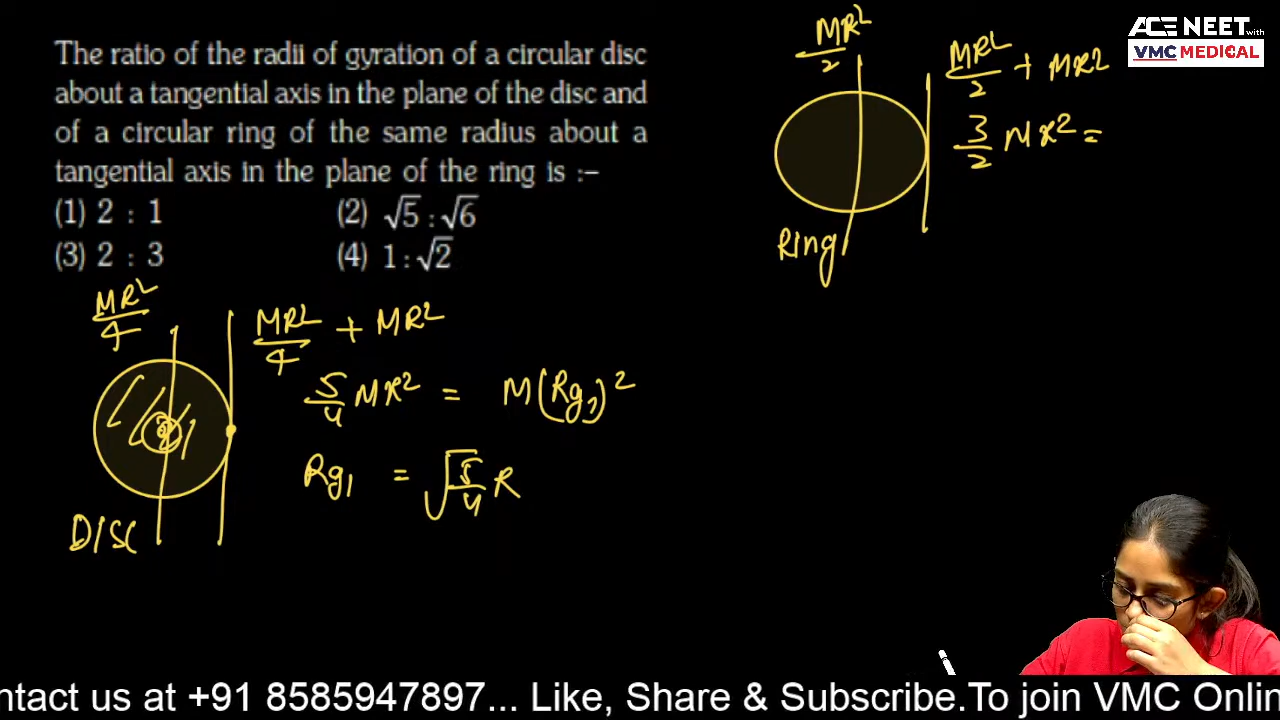 The ratio of the radii of gyration of a circular disc
about a tangential axis in the plane of the disc and
of a circular ring of the same radius about a
tangential axis in the plane of the ring is :–
(1) 2 : 1 (2) √5 : √6
(3) 2 : 3 (4) 1 : √2
MR²/4
MR²/4 + MR²
5/4 MR² = M(Rg₁)²
Rg₁ = √5/4 R
DISC
MR²/2
MR²/2 + MR²
3/2 MR² =
Ring
ACE NEET with
VMC MEDICAL
ntact us at +91 8585947897... Like, Share & Subscribe.To join VMC Onlin